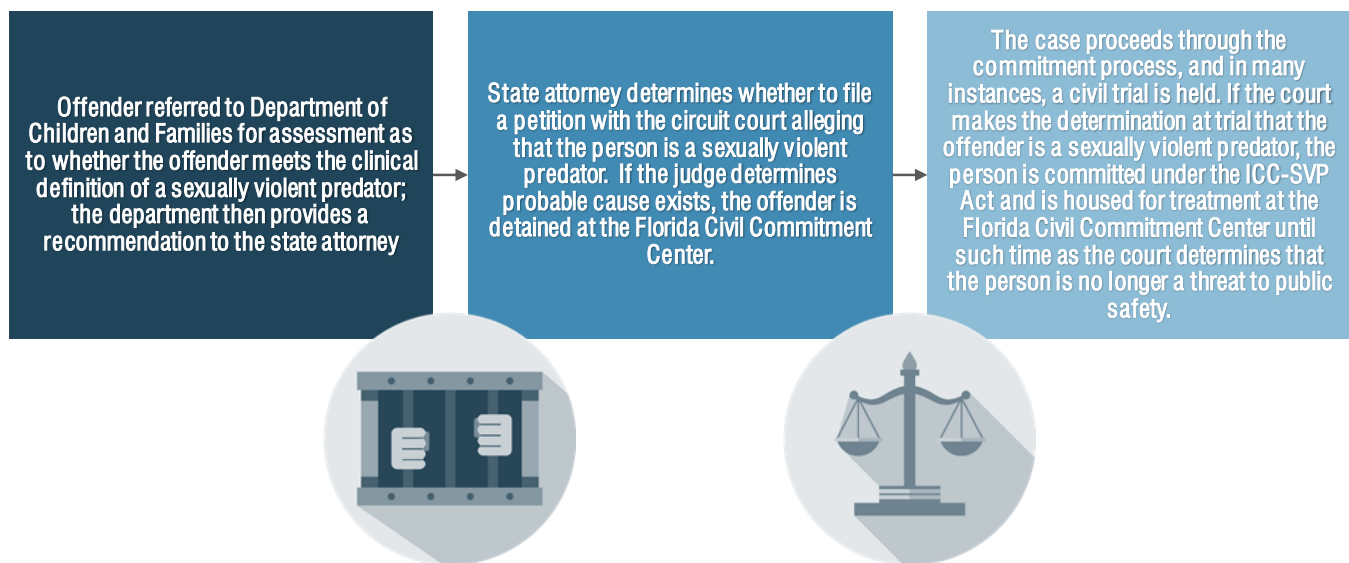 Offender referred to Department of
Children and Families for assessment as
to whether the offender meets the clinical
definition of a sexually violent predator;
the department then provides a
recommendation to the state attorney
State attorney determines whether to file
a petition with the circuit court alleging
that the person is a sexually violent
predator.  If the judge determines
probable cause exists, the offender is
detained at the Florida Civil Commitment
Center.
The case proceeds through the
commitment process, and in many
instances, a civil trial is held. If the court
makes the determination at trial that the
offender is a sexually violent predator, the
person is committed under the ICC-SVP
Act and is housed for treatment at the
Florida Civil Commitment Center until
such time as the court determines that
the person is no longer a threat to public
safety.